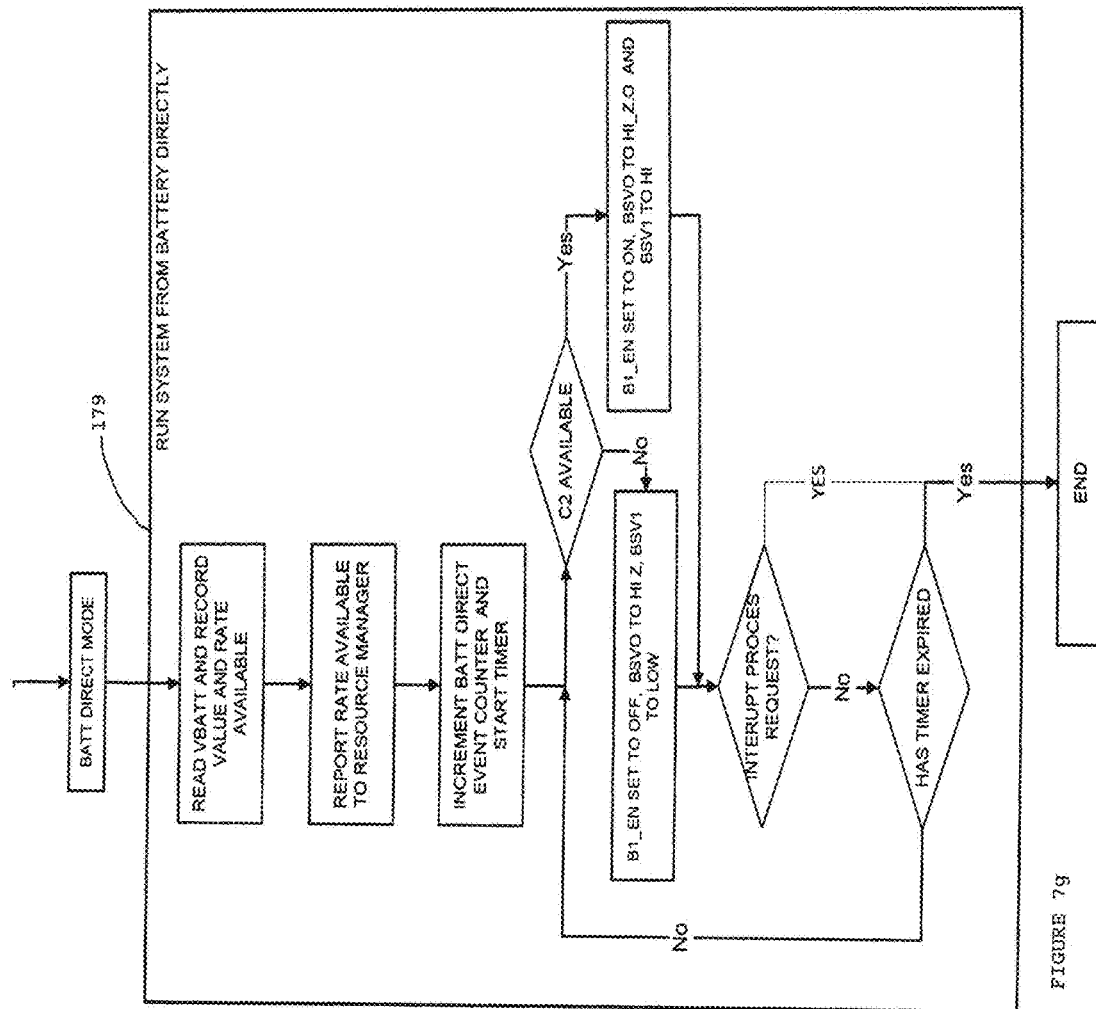 BATT DIRECT MODE
179
RUN SYSTEM FROM BATTERY DIRECTLY
READ VBATT AND RECORD
VALUE AND RATE
AVAILABLE
REPORT RATE AVAILABLE
TO RESOURCE MANAGER
INCREMENT BATT DIRECT
EVENT COUNTER AND
START TIMER
C2 AVAILABLE
Yes
No
B1_EN SET TO ON, BSVO TO HI_Z.O AND
BSV1 TO HI
B1_EN SET TO OFF, BSVO TO HI Z, BSV1
TO LOW
INTERUPT PROCES
REQUEST?
YES
No
HAS TIMER EXPIRED
Yes
No
END
FIGURE 7g